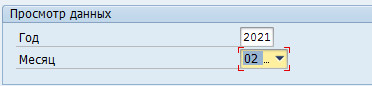 Просмотр данных
Год 2021
Месяц 02 ...